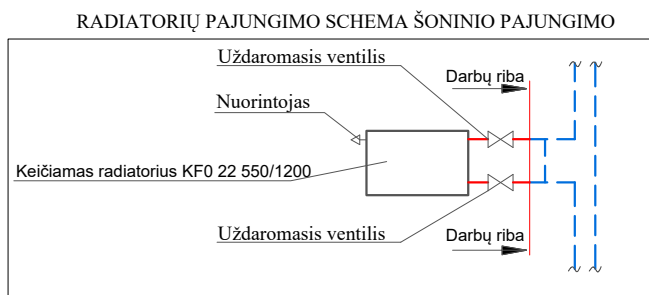 RADIATORIŲ PAJUNGIMO SCHEMA ŠONINIO PAJUNGIMO
Uždaromasis ventilis
Darbų riba
Nuorintojas
Keičiamas radiatorius KF0 22 550/1200
Uždaromasis ventilis
Darbų riba